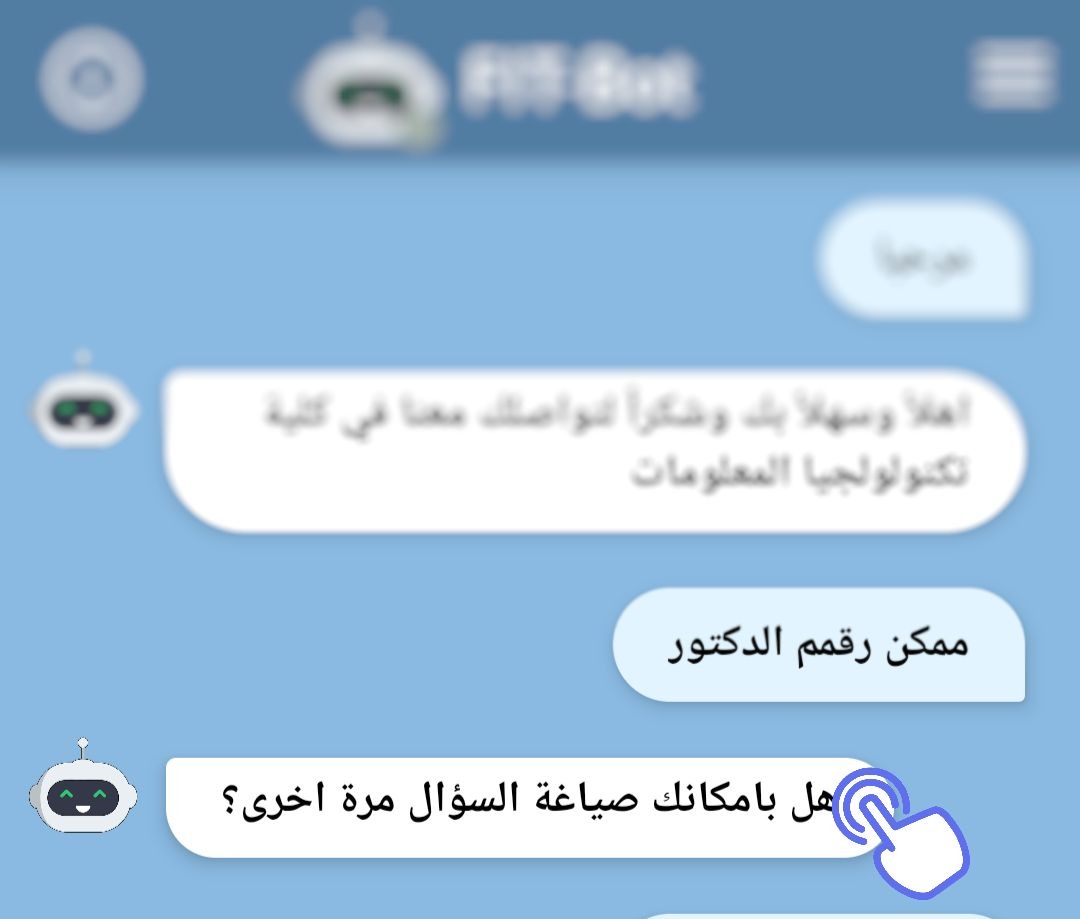 FIT-Bot
مرحبا
اهلاً وسهلاً بك وشكراً لتواصلك معنا في كلية
تكنولولجيا المعلومات
ممكن رقمم الدكتور
هل بامكانك صياغة السؤال مرة اخرى؟